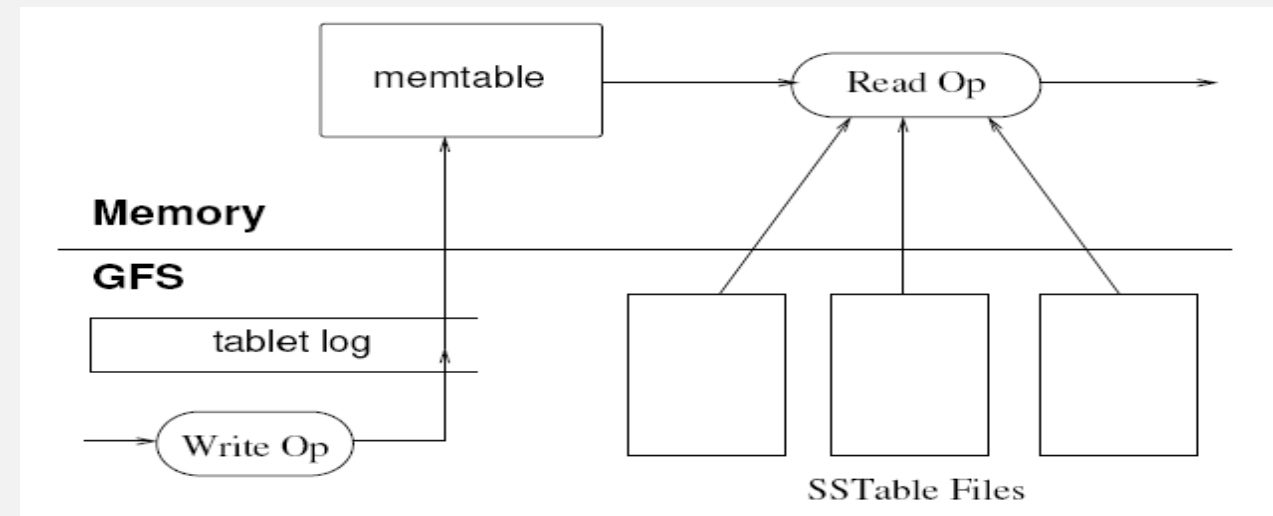 memtable
Read Op
Memory
GFS
tablet log
Write Op
SSTable Files